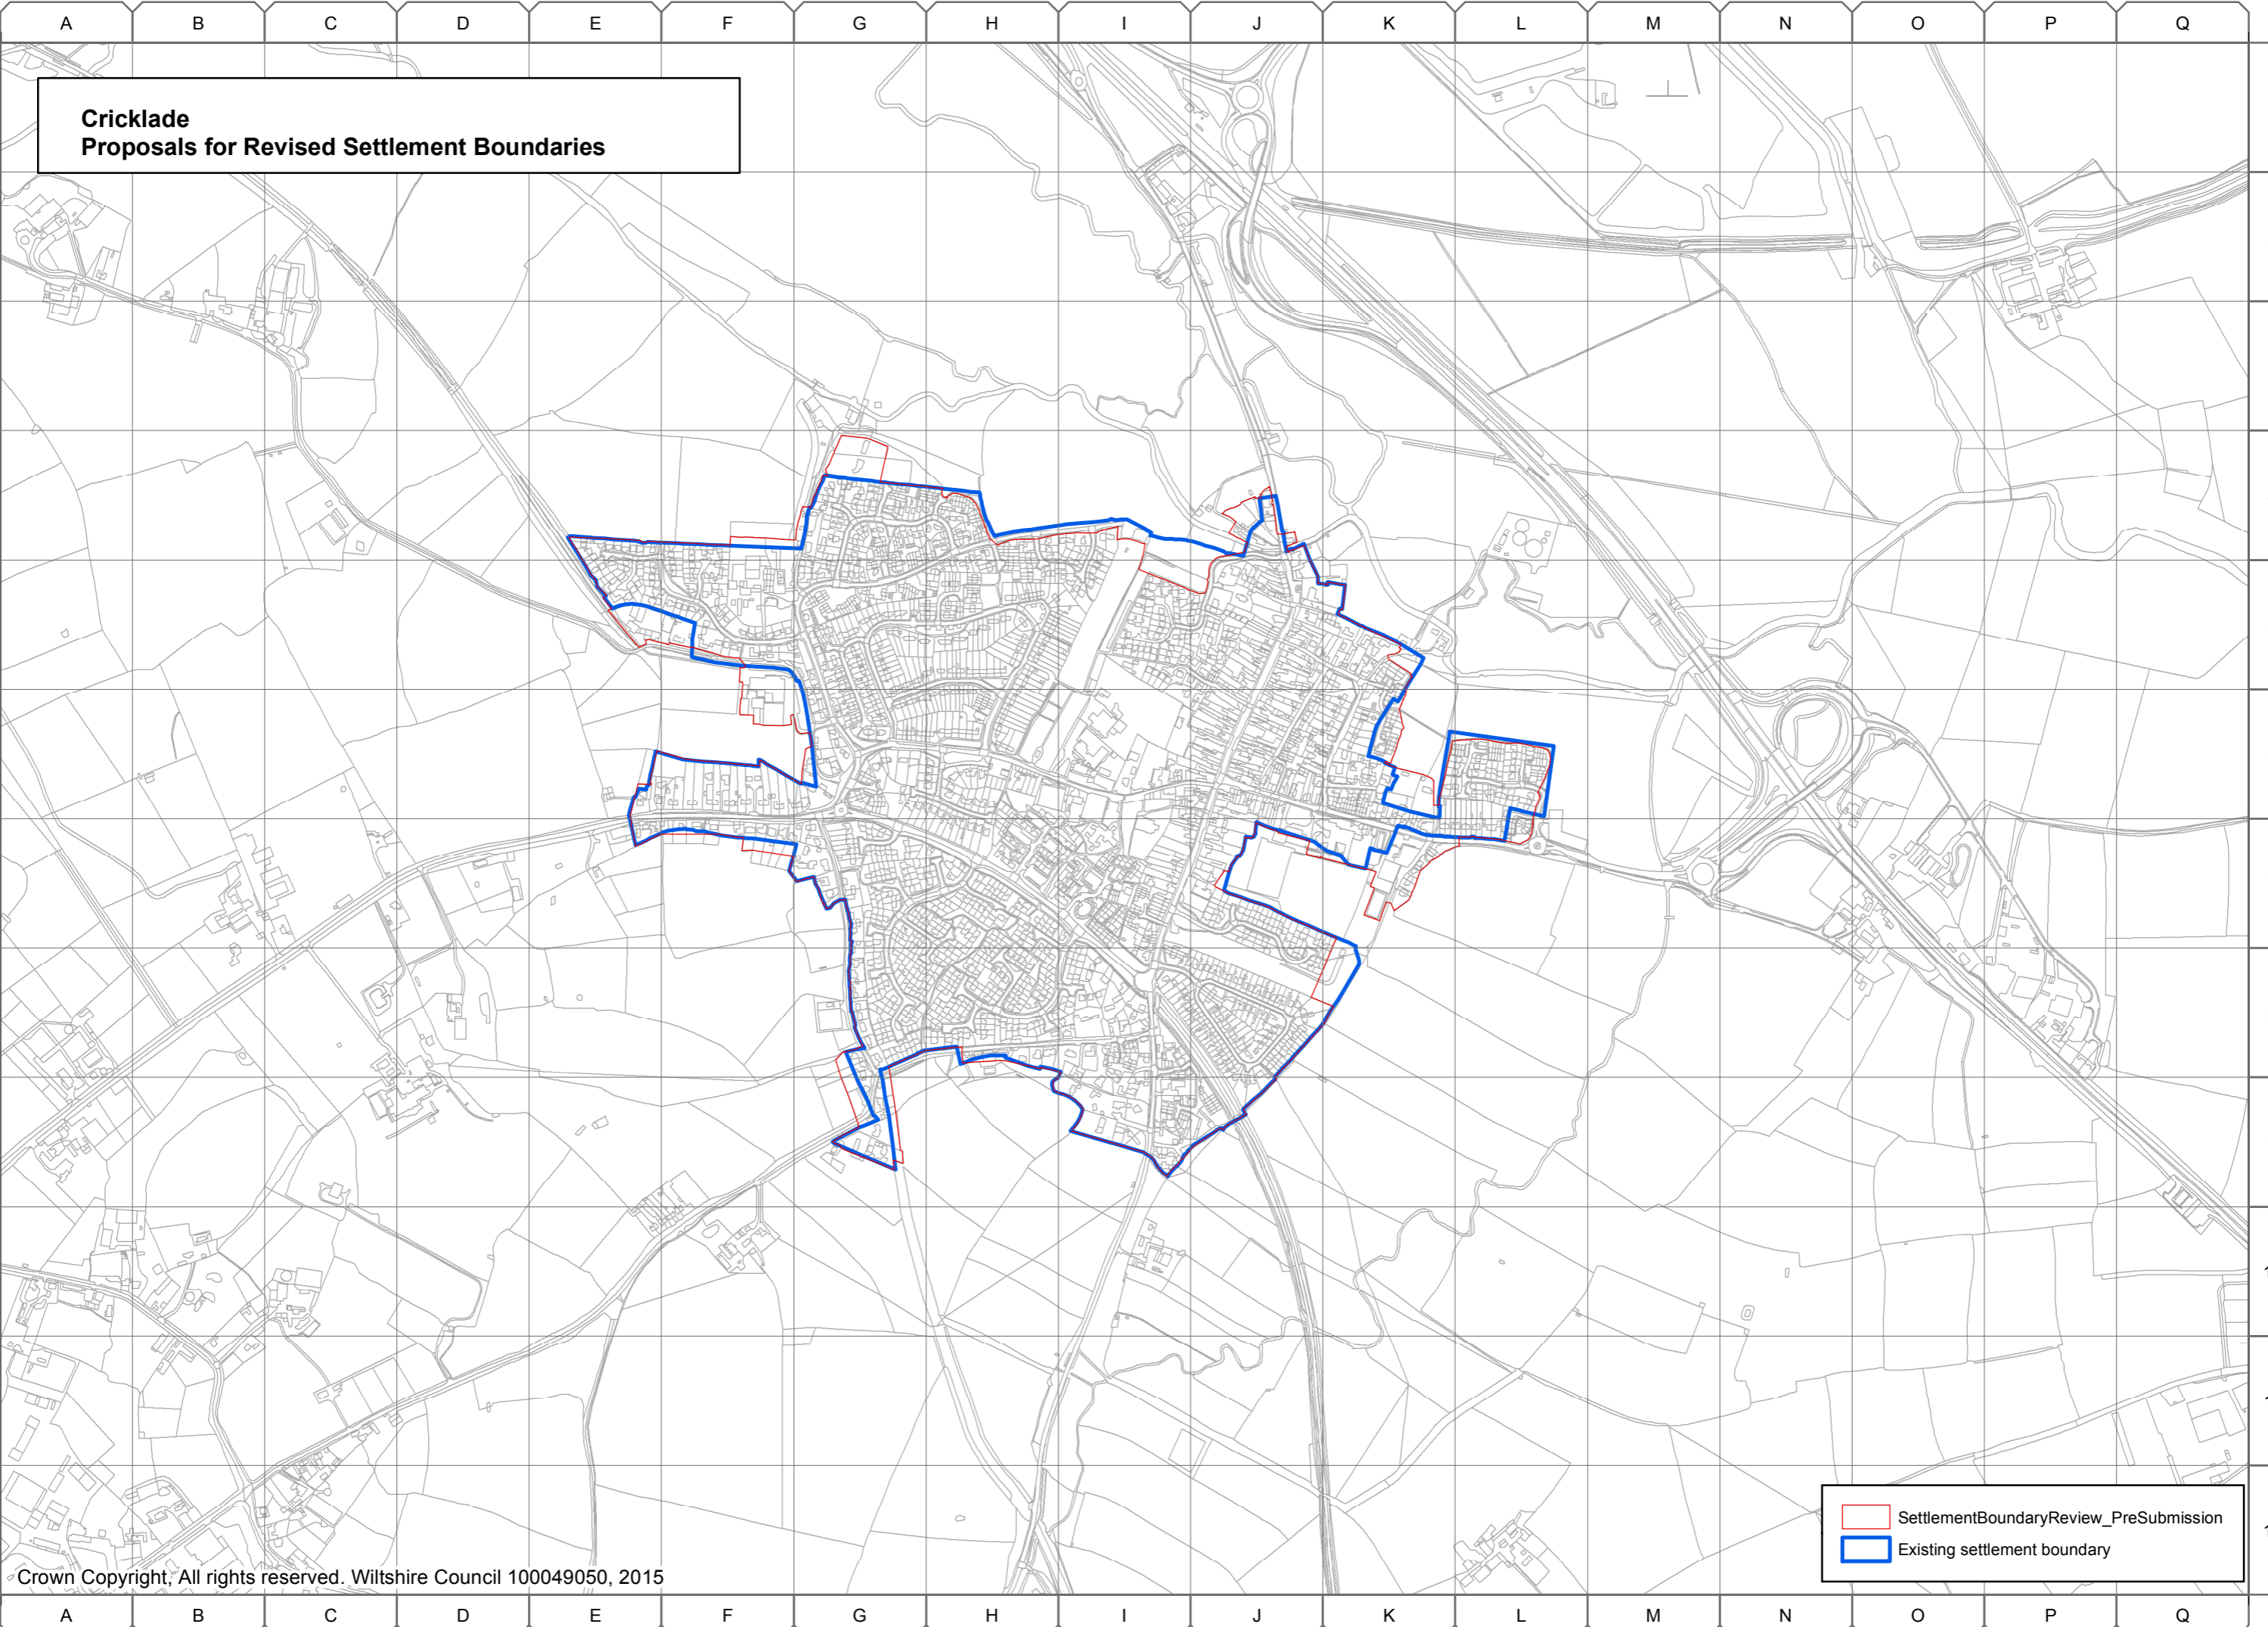 A B C D E F G H I J K L M N O P Q
Cricklade
Proposals for Revised Settlement Boundaries
SettlementBoundaryReview_PreSubmission
Existing settlement boundary
Crown Copyright, All rights reserved. Wiltshire Council 100049050, 2015
A B C D E F G H I J K L M N O P Q